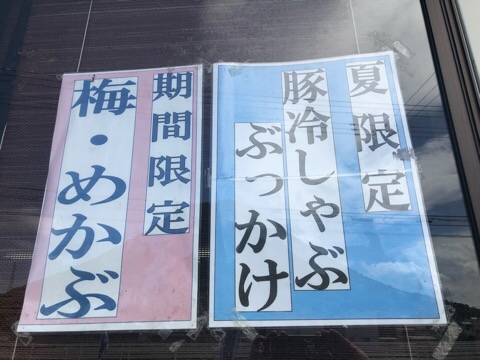 夏限定
豚冷しゃぶ
ぶっかけ
期間限定
梅・めかぶ